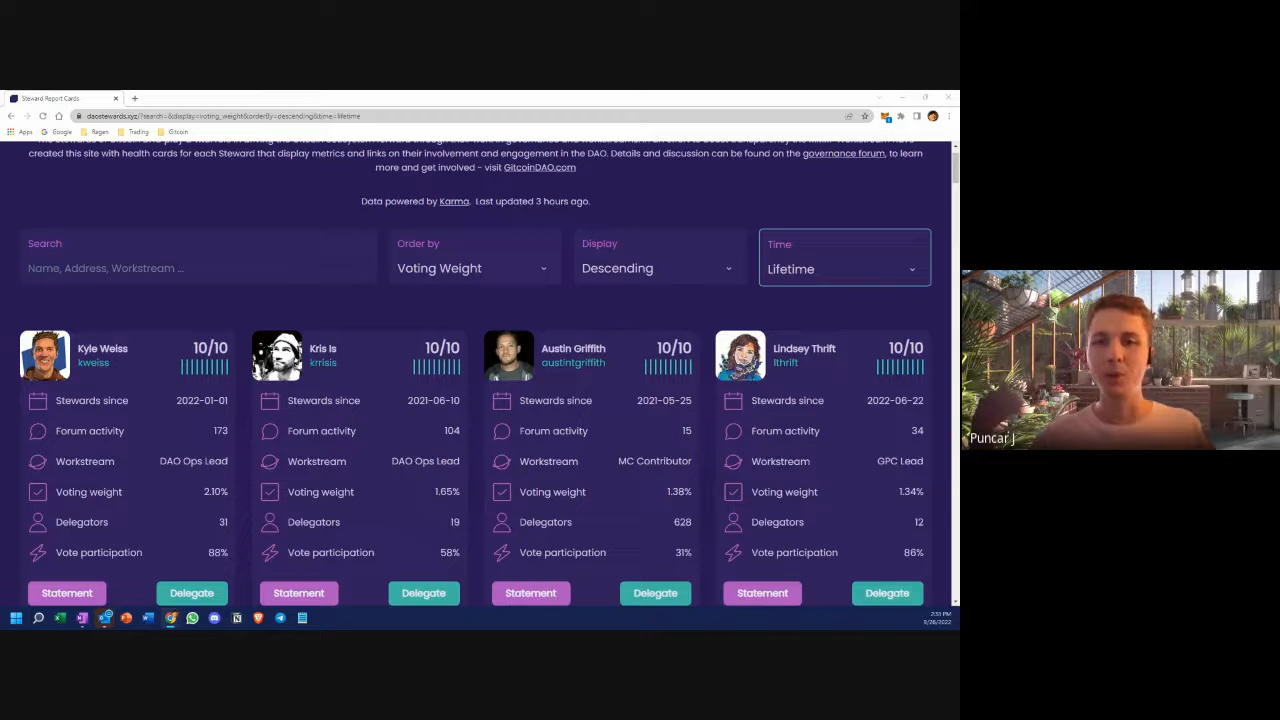 Steward Report Cards
daostewards.xyz/?search=&display=voting_weight&orderBy=descending&time=lifetime
Apps Google Regen Trading Gitcoin
created this site with health cards for each Steward that display metrics and links on their involvement and engagement in the DAO. Details and discussion can be found on the governance forum, to learn
more and get involved - visit GitcoinDAO.com
Data powered by Karma. Last updated 3 hours ago.
Search
Name, Address, Workstream ...
Order by
Voting Weight
Display
Descending
Time
Lifetime
Kyle Weiss 10/10
kweiss
Stewards since 2022-01-01
Forum activity 173
Workstream DAO Ops Lead
Voting weight 2.10%
Delegators 31
Vote participation 88%
Statement Delegate
Kris Is 10/10
krrisis
Stewards since 2021-06-10
Forum activity 104
Workstream DAO Ops Lead
Voting weight 1.65%
Delegators 19
Vote participation 58%
Statement Delegate
Austin Griffith 10/10
austintgriffith
Stewards since 2021-05-25
Forum activity 15
Workstream MC Contributor
Voting weight 1.38%
Delegators 628
Vote participation 31%
Statement Delegate
Lindsey Thrift 10/10
lthrift
Stewards since 2022-06-22
Forum activity 34
Workstream GPC Lead
Voting weight 1.34%
Delegators 12
Vote participation 86%
Statement Delegate
2:51 PM
9/26/2022
Puncar J